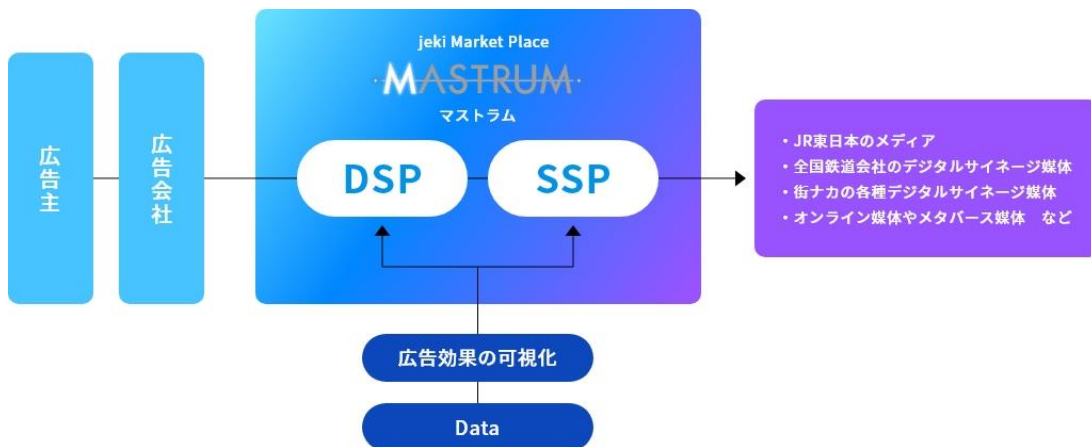 広告主
広告会社
jeki Market Place
MASTRUM
マストラム
DSP
SSP
・JR東日本のメディア
・全国鉄道会社のデジタルサイネージ媒体
・街ナカの各種デジタルサイネージ媒体
・オンライン媒体やメタバース媒体　など
広告効果の可視化
Data